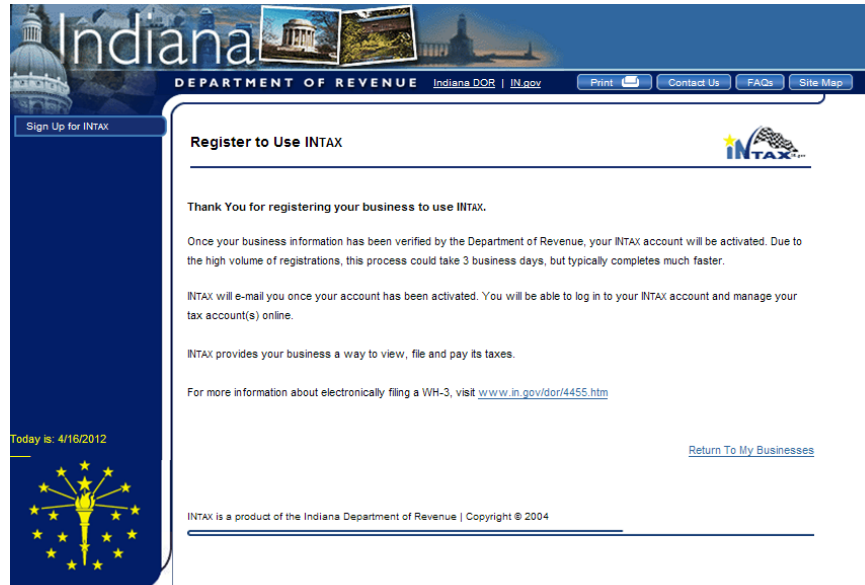 Indiana
DEPARTMENT OF REVENUE Indiana DOR | IN.gov Print Contact Us FAQs Site Map
Sign Up for INTAX
Register to Use INTAX
INTAX
Thank You for registering your business to use INTAX.
Once your business information has been verified by the Department of Revenue, your INTAX account will be activated. Due to
the high volume of registrations, this process could take 3 business days, but typically completes much faster.
INTAX will e-mail you once your account has been activated. You will be able to log in to your INTAX account and manage your
tax account(s) online.
INTAX provides your business a way to view, file and pay its taxes.
For more information about electronically filing a WH-3, visit www.in.gov/dor/4455.htm
Today is: 4/16/2012
Return To My Businesses
INTAX is a product of the Indiana Department of Revenue | Copyright © 2004